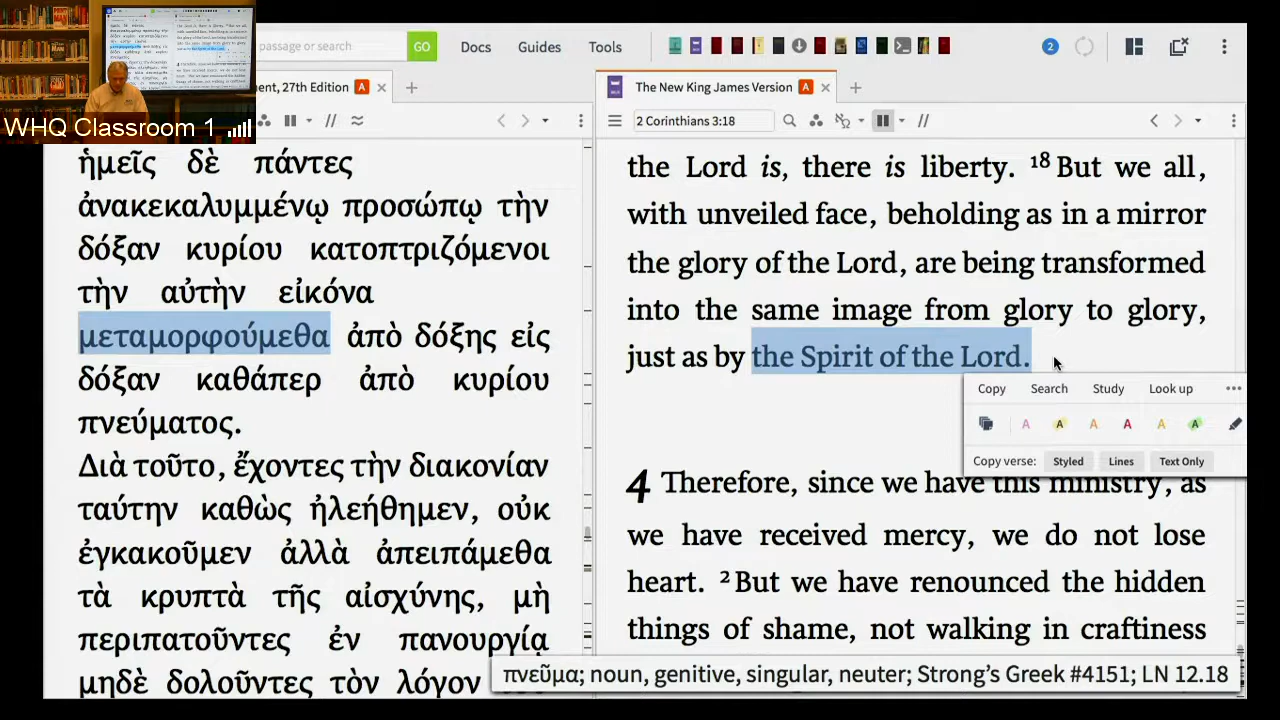 passage or search
GO
Docs
Guides
Tools
2
WHQ Classroom 1
ment, 27th Edition A
The New King James Version A
2 Corinthians 3:18
ἡμεῖς δὲ πάντες
ἀνακεκαλυμμένῳ προσώπῳ τὴν
δόξαν κυρίου κατοπτριζόμενοι
τὴν αὐτὴν εἰκόνα
μεταμορφούμεθα ἀπὸ δόξης εἰς
δόξαν καθάπερ ἀπὸ κυρίου
πνεύματος.
Διὰ τοῦτο, ἔχοντες τὴν διακονίαν
ταύτην καθὼς ἠλεήθημεν, οὐκ
ἐγκακοῦμεν ἀλλὰ ἀπειπάμεθα
τὰ κρυπτὰ τῆς αἰσχύνης, μὴ
περιπατοῦντες ἐν πανουργίᾳ
μηδὲ δολοῦντες τὸν λόγον
the Lord is, there is liberty. 18 But we all,
with unveiled face, beholding as in a mirror
the glory of the Lord, are being transformed
into the same image from glory to glory,
just as by the Spirit of the Lord.
Copy Search Study Look up
A A A A A A
Copy verse: Styled Lines Text Only
4 Therefore, since we have this ministry, as
we have received mercy, we do not lose
heart. 2 But we have renounced the hidden
things of shame, not walking in craftiness
πνεῦμα; noun, genitive, singular, neuter; Strong’s Greek #4151; LN 12.18